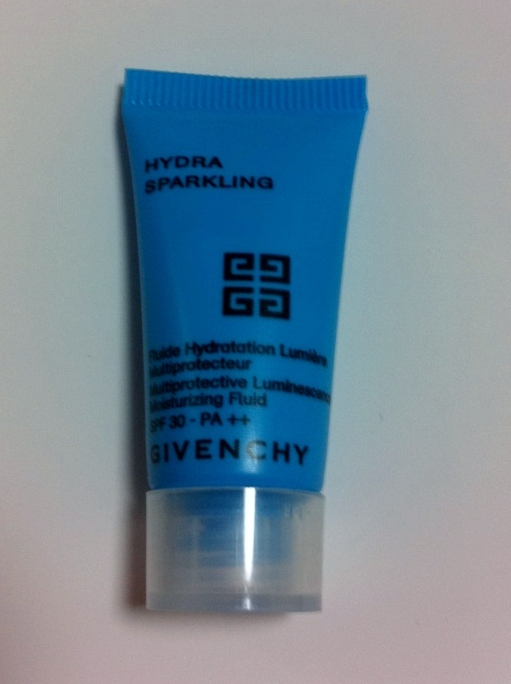 HYDRA
SPARKLING
Fluide Hydratation Lumière
Multiprotecteur
Multiprotective Luminescence
Moisturizing Fluid
SPF 30 - PA ++
GIVENCHY